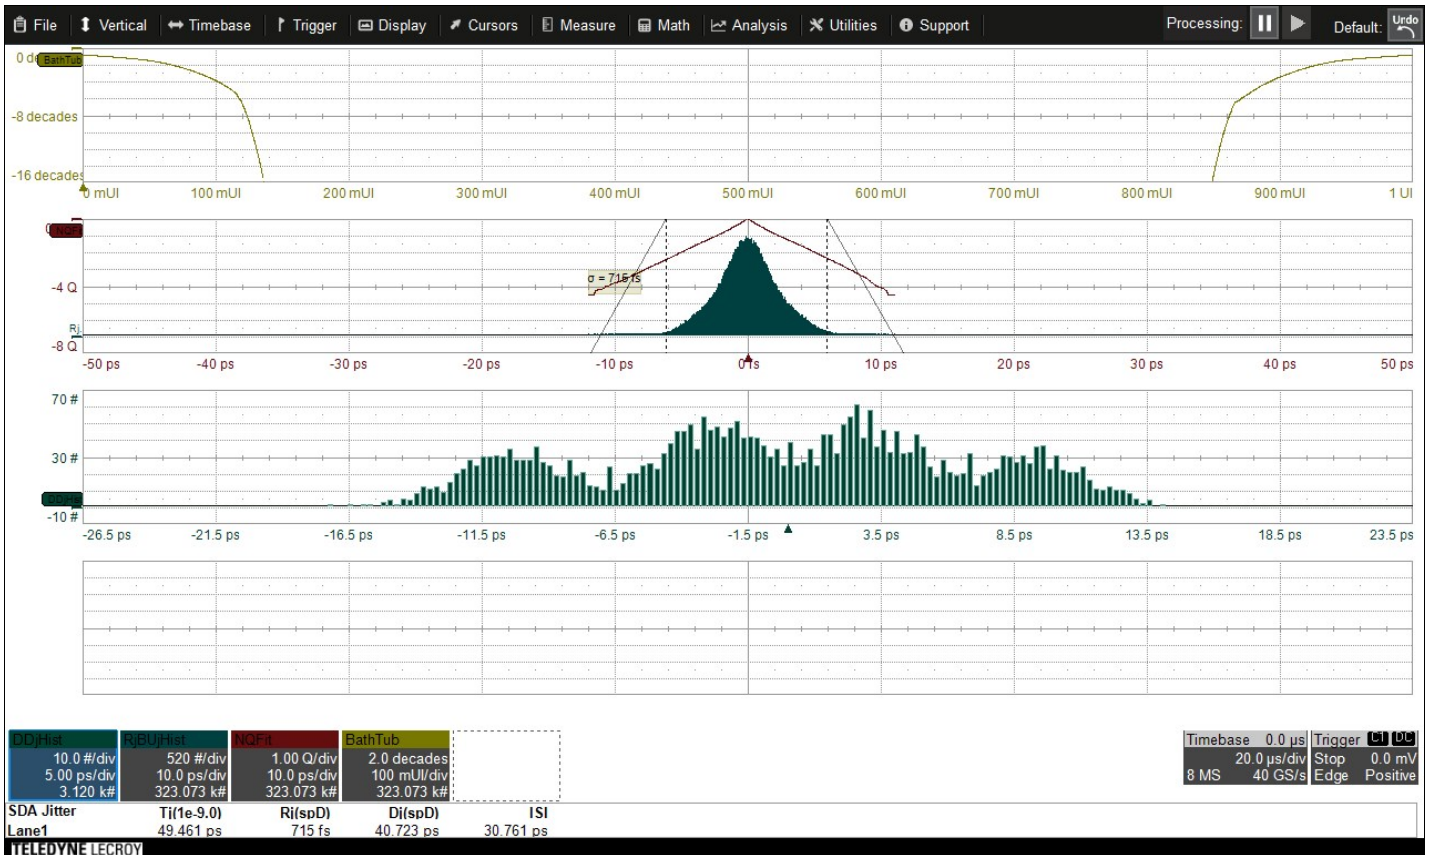 File Vertical Timebase Trigger Display Cursors Measure Math Analysis Utilities Support Processing: Default: Undo
BathTub
-8 decades
-16 decades
0 mUI 100 mUI 200 mUI 300 mUI 400 mUI 500 mUI 600 mUI 700 mUI 800 mUI 900 mUI 1 UI
σ = 715 fs
-4 Q
Rj
-8 Q
-50 ps -40 ps -30 ps -20 ps -10 ps 0 fs 10 ps 20 ps 30 ps 40 ps 50 ps
70 #
30 #
-10 #
-26.5 ps -21.5 ps -16.5 ps -11.5 ps -6.5 ps -1.5 ps 3.5 ps 8.5 ps 13.5 ps 18.5 ps 23.5 ps
DDjHist RjBUjHist NQFit BathTub
10.0 #/div 520 #/div 1.00 Q/div 2.0 decades
5.00 ps/div 10.0 ps/div 10.0 ps/div 100 mUI/div
3.120 k# 323.073 k# 323.073 k# 323.073 k#
Timebase 0.0 µs Trigger C1 DC
20.0 µs/div Stop 0.0 mV
8 MS 40 GS/s Edge Positive
SDA Jitter Tj(1e-9.0) Rj(spD) Dj(spD) ISI
Lane1 49.461 ps 715 fs 40.723 ps 30.761 ps
TELEDYNE LECROY